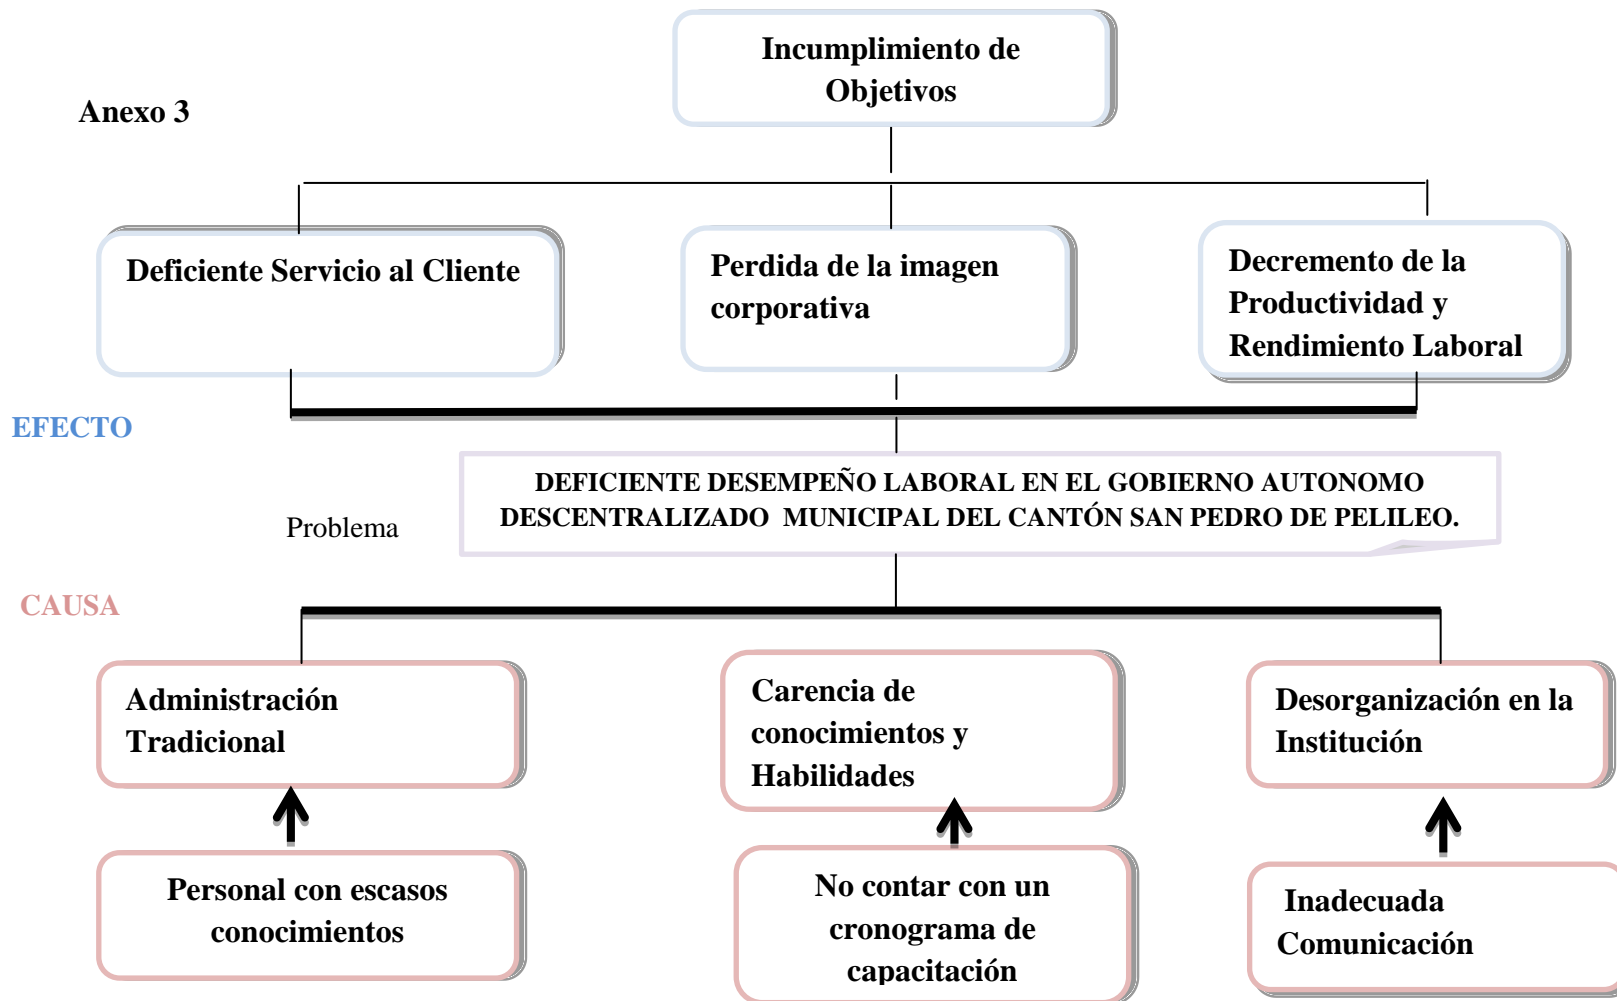 Incumplimiento de
Objetivos
Anexo 3
Deficiente Servicio al Cliente
Perdida de la imagen
corporativa
Decremento de la
Productividad y
Rendimiento Laboral
EFECTO
DEFICIENTE DESEMPEÑO LABORAL EN EL GOBIERNO AUTONOMO
DESCENTRALIZADO MUNICIPAL DEL CANTÓN SAN PEDRO DE PELILEO.
Problema
CAUSA
Administración
Tradicional
Carencia de
conocimientos y
Habilidades
Desorganización en la
Institución
Personal con escasos
conocimientos
No contar con un
cronograma de
capacitación
Inadecuada
Comunicación